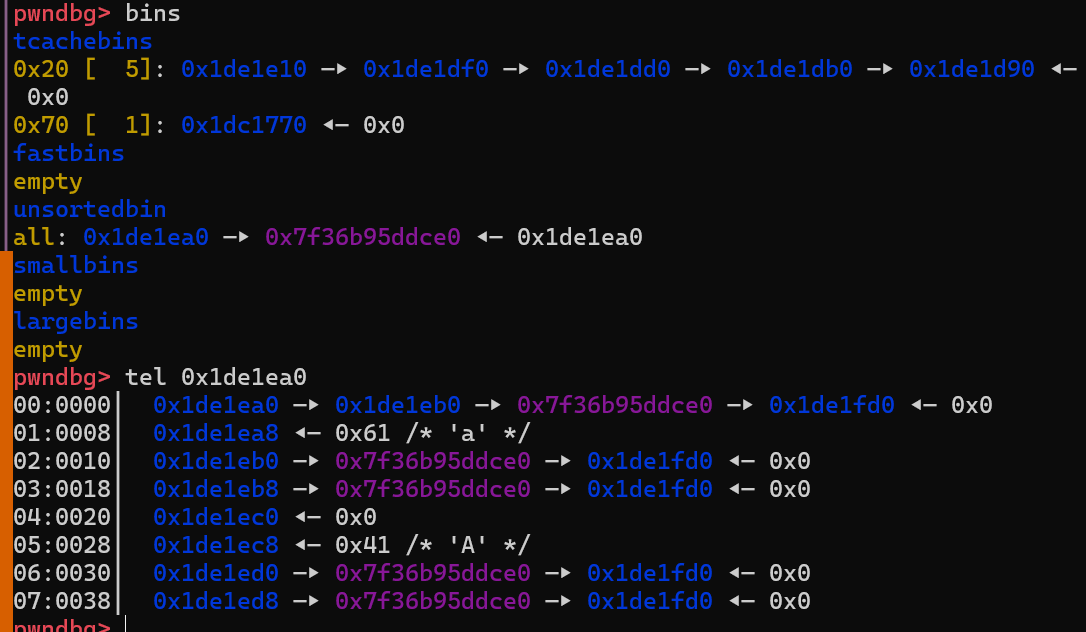 pwndbg> bins
tcachebins
0x20 [  5]: 0x1de1e10 —▸ 0x1de1df0 —▸ 0x1de1dd0 —▸ 0x1de1db0 —▸ 0x1de1d90 ◂—
 0x0
0x70 [  1]: 0x1dc1770 ◂— 0x0
fastbins
empty
unsortedbin
all: 0x1de1ea0 —▸ 0x7f36b95ddce0 ◂— 0x1de1ea0
smallbins
empty
largebins
empty
pwndbg> tel 0x1de1ea0
00:0000│  0x1de1ea0 —▸ 0x1de1eb0 —▸ 0x7f36b95ddce0 —▸ 0x1de1fd0 ◂— 0x0
01:0008│  0x1de1ea8 ◂— 0x61 /* 'a' */
02:0010│  0x1de1eb0 —▸ 0x7f36b95ddce0 —▸ 0x1de1fd0 ◂— 0x0
03:0018│  0x1de1eb8 —▸ 0x7f36b95ddce0 —▸ 0x1de1fd0 ◂— 0x0
04:0020│  0x1de1ec0 ◂— 0x0
05:0028│  0x1de1ec8 ◂— 0x41 /* 'A' */
06:0030│  0x1de1ed0 —▸ 0x7f36b95ddce0 —▸ 0x1de1fd0 ◂— 0x0
07:0038│  0x1de1ed8 —▸ 0x7f36b95ddce0 —▸ 0x1de1fd0 ◂— 0x0
pwndbg>